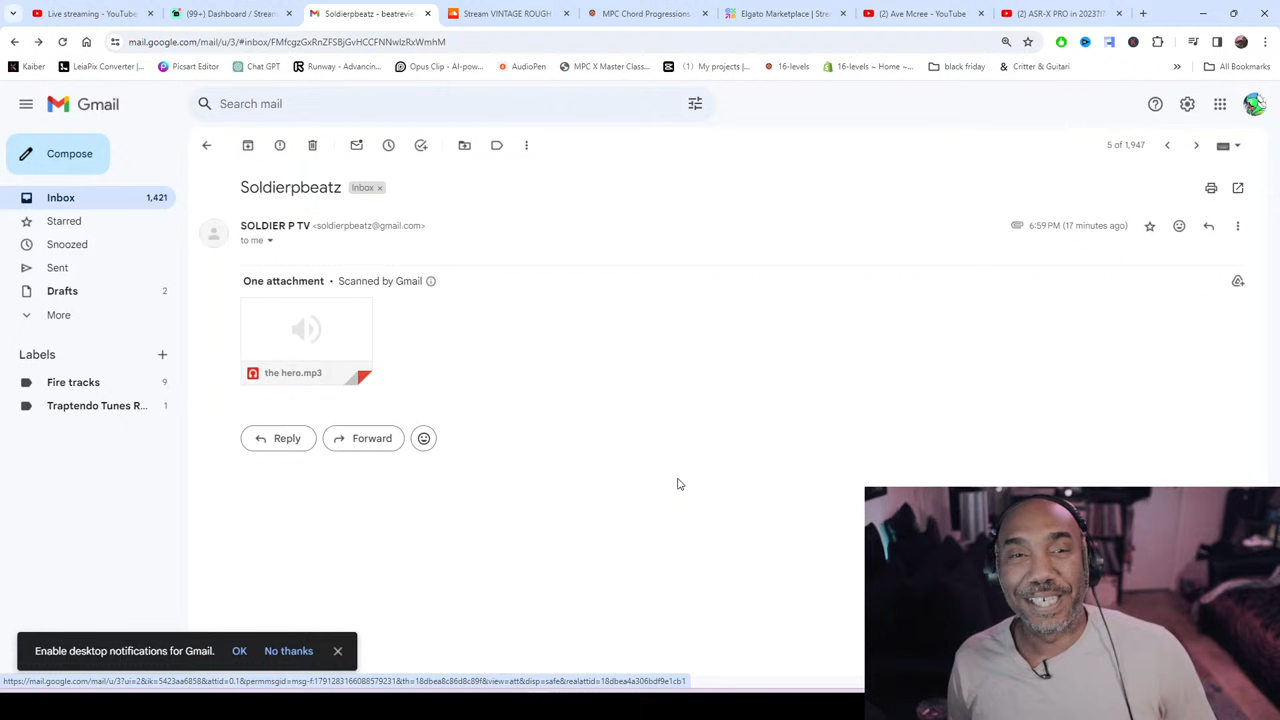 Live streaming - YouTube
(99+) Dashboard / Stream
Soldierpbeatz - beatrevie
Stream VINTAGE ROUGH
MPC Chord Progressions
Elgato Marketplace | Stre
(2) Ave Mcree - YouTube
(2) ASR-X PRO in 2023?!?
mail.google.com/mail/u/3/#inbox/FMfcgzGxRnZFSBjGvHCCFNNwlzRxWmhM
Kaiber
LeiaPix Converter |...
Picsart Editor
Chat GPT
Runway - Advancin...
Opus Clip - AI-pow...
AudioPen
MPC X Master Class...
(1) My projects |...
16-levels
16-levels ~ Home ~...
black friday
Critter & Guitari
All Bookmarks
Gmail
Search mail
Compose
5 of 1,947
Inbox 1,421
Starred
Snoozed
Sent
Drafts 2
More
Labels
Fire tracks 9
Traptendo Tunes R... 1
Soldierpbeatz Inbox ×
SOLDIER P TV <soldierpbeatz@gmail.com>
6:59 PM (17 minutes ago)
to me
One attachment • Scanned by Gmail
the hero.mp3
Reply
Forward
Enable desktop notifications for Gmail. OK No thanks